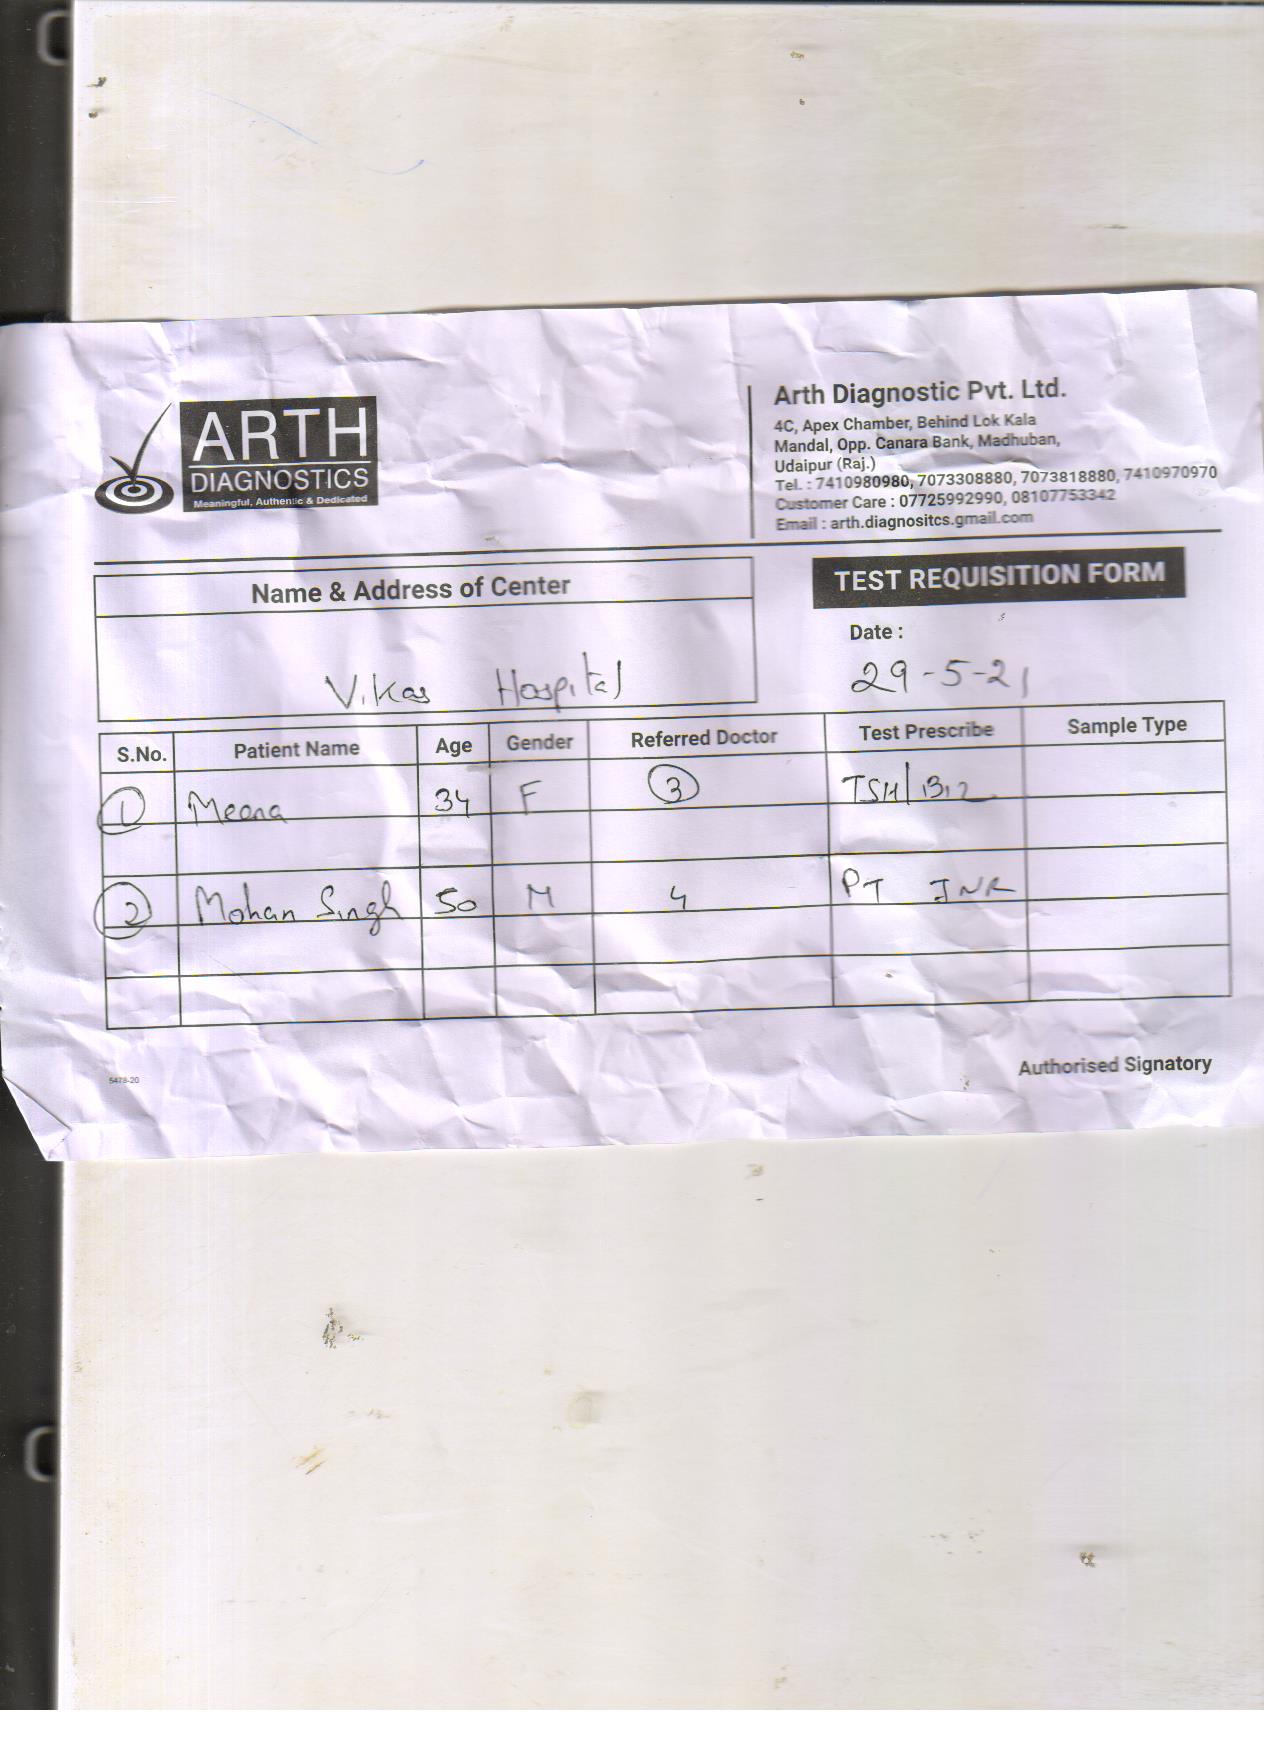 ARTH
DIAGNOSTICS
Meaningful, Authentic & Dedicated
Arth Diagnostic Pvt. Ltd.
4C, Apex Chamber, Behind Lok Kala
Mandal, Opp. Canara Bank, Madhuban,
Udaipur (Raj.)
Tel. : 7410980980, 7073308880, 7073818880, 7410970970
Customer Care : 07725992990, 08107753342
Email : arth.diagnositcs.gmail.com
Name & Address of Center
Vikas Hospital
TEST REQUISITION FORM
Date :
29-5-21
S.No. Patient Name Age Gender Referred Doctor Test Prescribe Sample Type
1 Meena 34 F 3 TSH/B12
2 Mohan Singh 50 M 4 PT INR
5478-20
Authorised Signatory